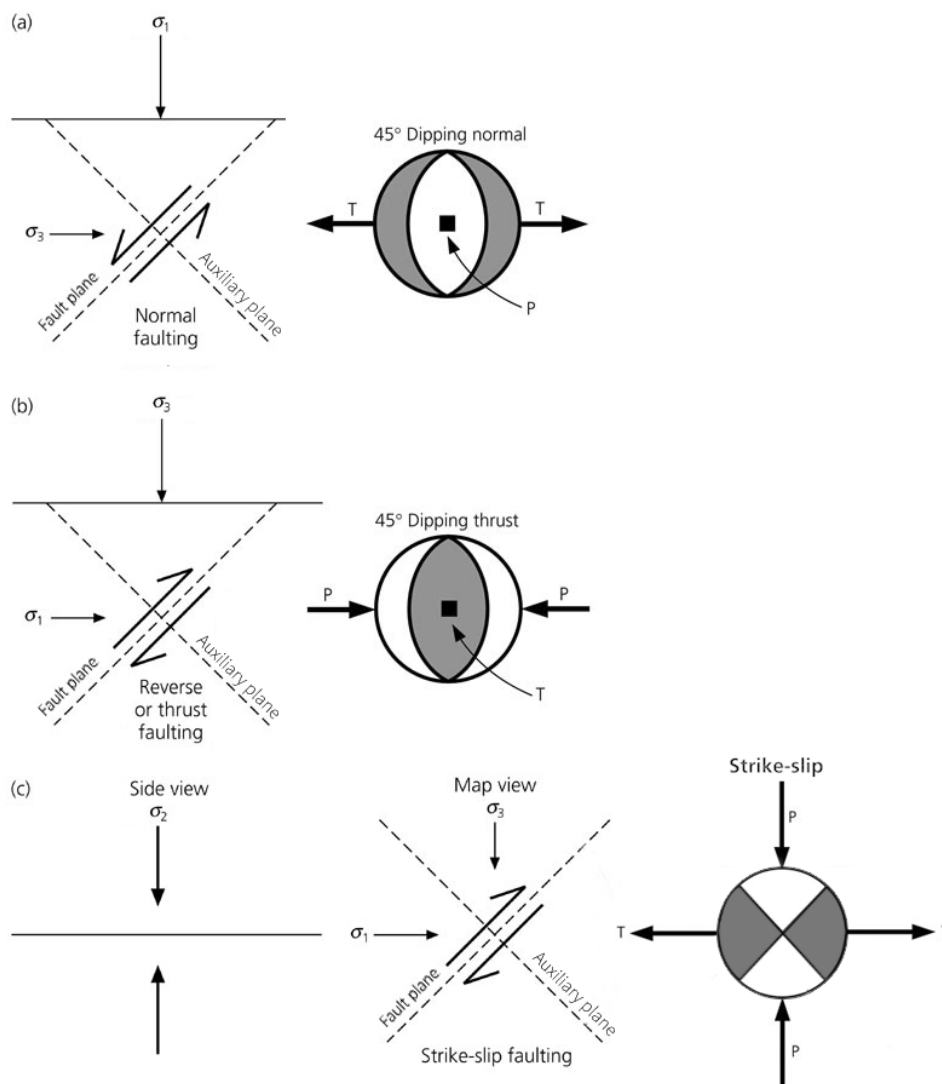 (a)
σ1
σ3
Fault plane
Auxiliary plane
Normal
faulting
45° Dipping normal
T
T
P
(b)
σ3
σ1
Fault plane
Auxiliary plane
Reverse
or thrust
faulting
45° Dipping thrust
P
P
T
(c)
Side view
σ2
Map view
σ3
σ1
Fault plane
Auxiliary plane
Strike-slip faulting
Strike-slip
P
T
P